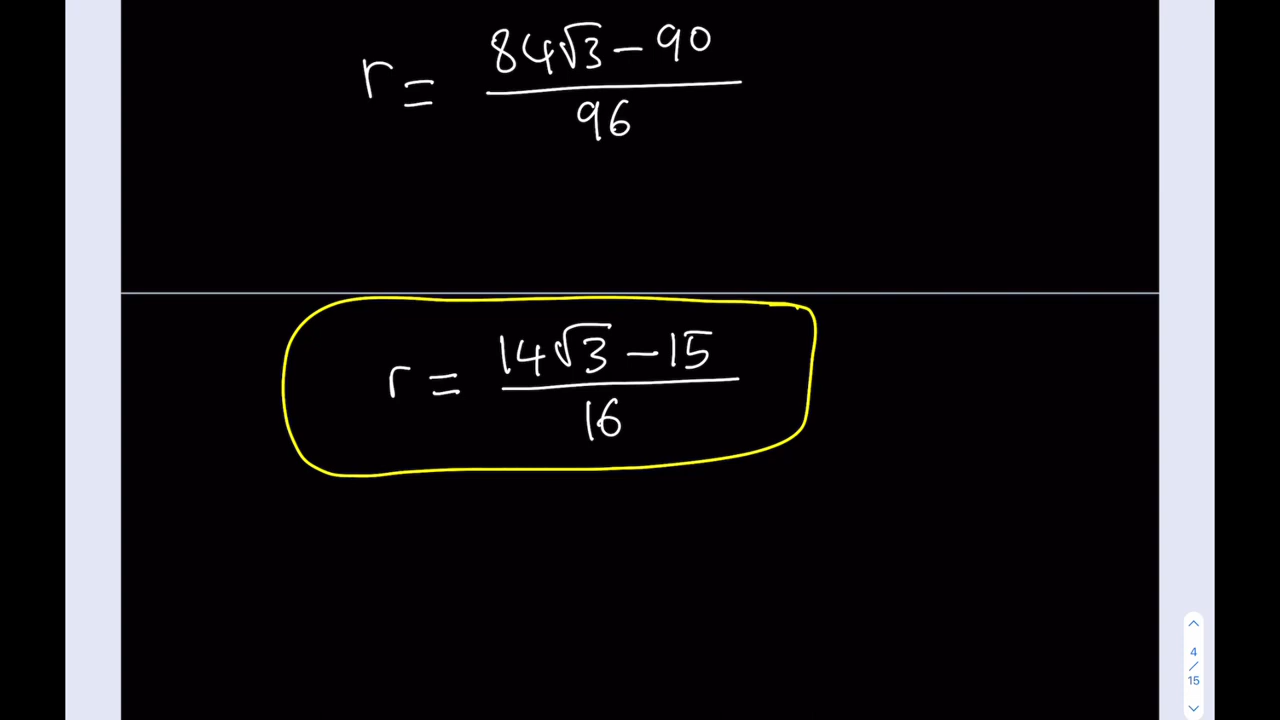 r = (84√3 − 90)/96
r = (14√3 − 15)/16
4
/
15